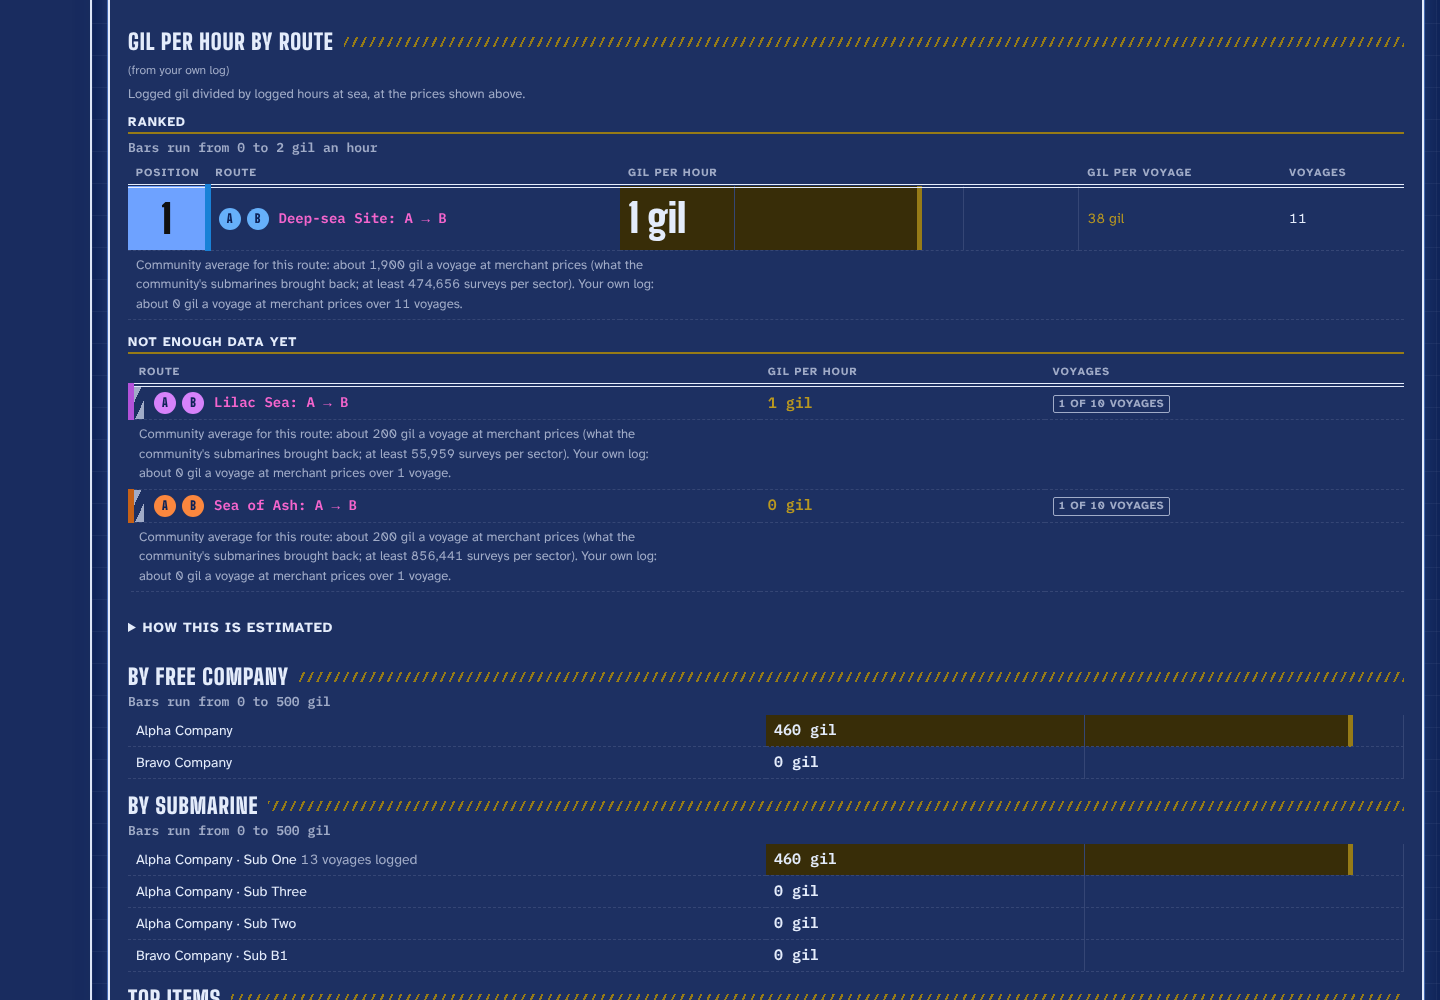 GIL PER HOUR BY ROUTE
(from your own log)
Logged gil divided by logged hours at sea, at the prices shown above.
RANKED
Bars run from 0 to 2 gil an hour
POSITION ROUTE GIL PER HOUR GIL PER VOYAGE VOYAGES
1 A B Deep-sea Site: A → B 1 gil 38 gil 11
Community average for this route: about 1,900 gil a voyage at merchant prices (what the
community's submarines brought back; at least 474,656 surveys per sector). Your own log:
about 0 gil a voyage at merchant prices over 11 voyages.
NOT ENOUGH DATA YET
ROUTE GIL PER HOUR VOYAGES
A B Lilac Sea: A → B 1 gil 1 OF 10 VOYAGES
Community average for this route: about 200 gil a voyage at merchant prices (what the
community's submarines brought back; at least 55,959 surveys per sector). Your own log:
about 0 gil a voyage at merchant prices over 1 voyage.
A B Sea of Ash: A → B 0 gil 1 OF 10 VOYAGES
Community average for this route: about 200 gil a voyage at merchant prices (what the
community's submarines brought back; at least 856,441 surveys per sector). Your own log:
about 0 gil a voyage at merchant prices over 1 voyage.
▶ HOW THIS IS ESTIMATED
BY FREE COMPANY
Bars run from 0 to 500 gil
Alpha Company 460 gil
Bravo Company 0 gil
BY SUBMARINE
Bars run from 0 to 500 gil
Alpha Company · Sub One 13 voyages logged 460 gil
Alpha Company · Sub Three 0 gil
Alpha Company · Sub Two 0 gil
Bravo Company · Sub B1 0 gil
TOP ITEMS